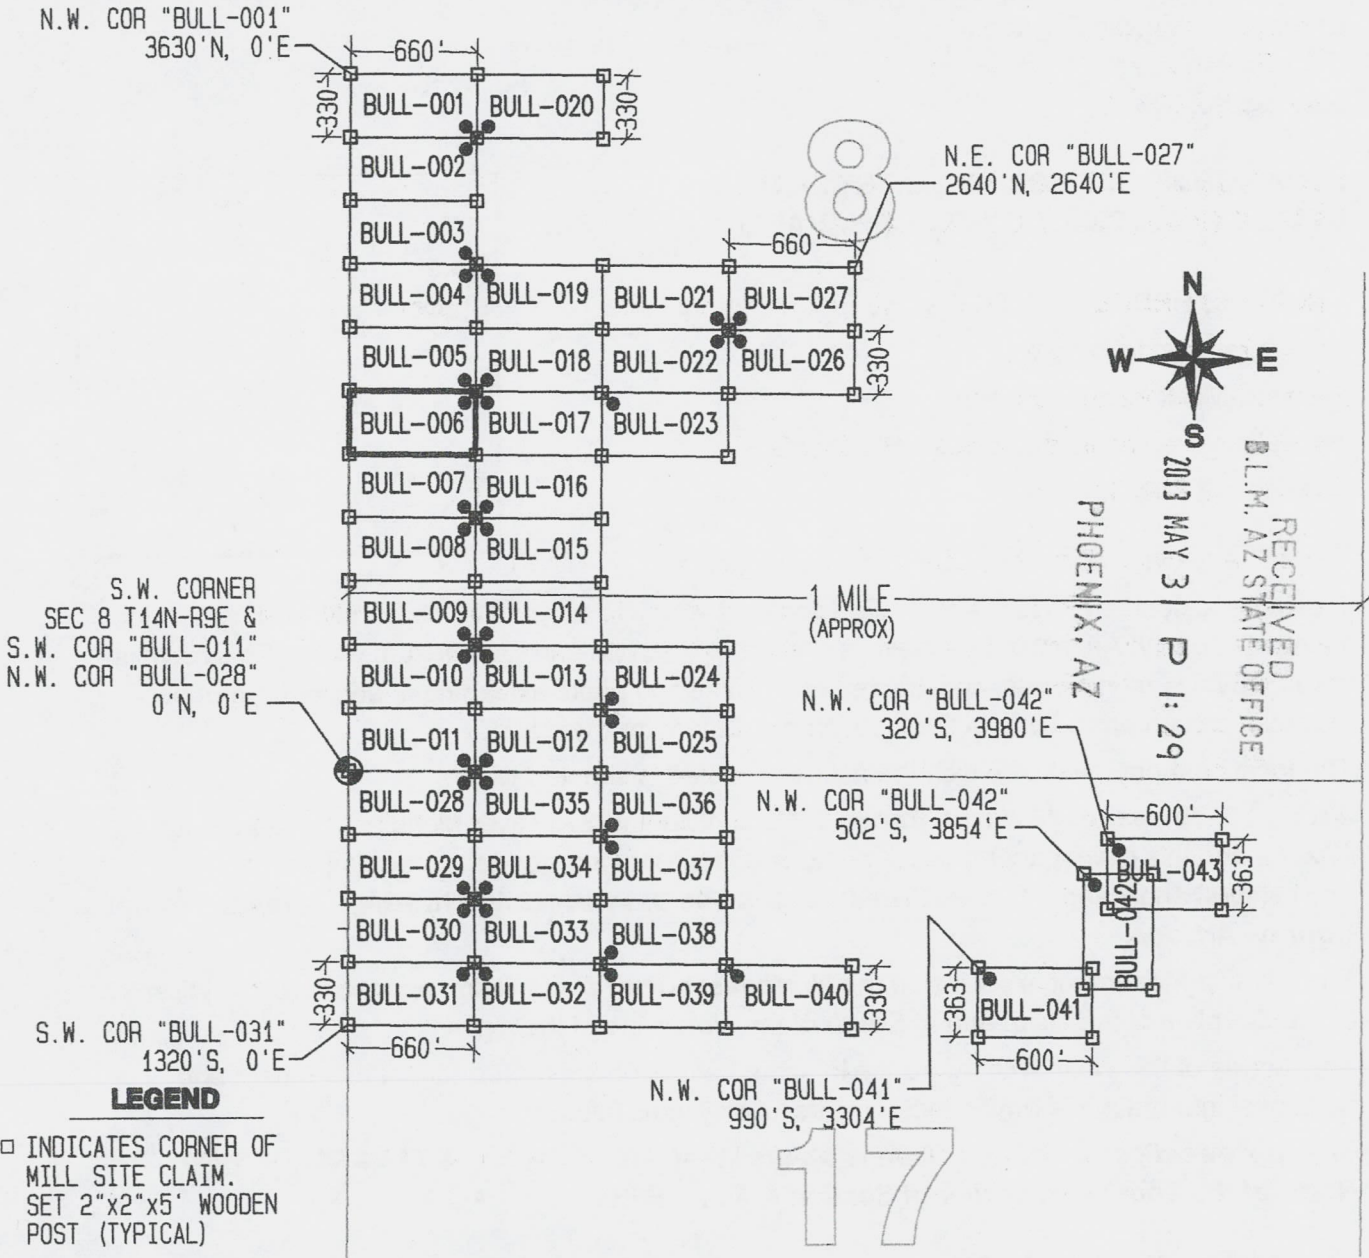 N.W. COR "BULL-001"
3630'N, 0'E
660'
330
BULL-001
BULL-020
330
BULL-002
8
N.E. COR "BULL-027"
2640'N, 2640'E
BULL-003
660'
BULL-004
BULL-019
BULL-021
BULL-027
N
W
E
S
BULL-005
BULL-018
BULL-022
BULL-026
330
BULL-006
BULL-017
BULL-023
BULL-007
BULL-016
BULL-008
BULL-015
RECEIVED
B.L.M. AZ STATE OFFICE
2013 MAY 31 P 1:29
PHOENIX, AZ
S.W. CORNER
SEC 8 T14N-R9E &
S.W. COR "BULL-011"
N.W. COR "BULL-028"
0'N, 0'E
BULL-009
BULL-014
1 MILE
(APPROX)
BULL-010
BULL-013
BULL-024
BULL-011
BULL-012
BULL-025
N.W. COR "BULL-042"
320'S, 3980'E
BULL-028
BULL-035
BULL-036
N.W. COR "BULL-042"
502'S, 3854'E
600'
BULL-043
363
BULL-042
BULL-029
BULL-034
BULL-037
BULL-030
BULL-033
BULL-038
330
BULL-031
BULL-032
BULL-039
BULL-040
330
363
BULL-041
600'
S.W. COR "BULL-031"
1320'S, 0'E
660'
N.W. COR "BULL-041"
990'S, 3304'E
17
LEGEND
INDICATES CORNER OF
MILL SITE CLAIM.
SET 2"x2"x5' WOODEN
POST (TYPICAL)